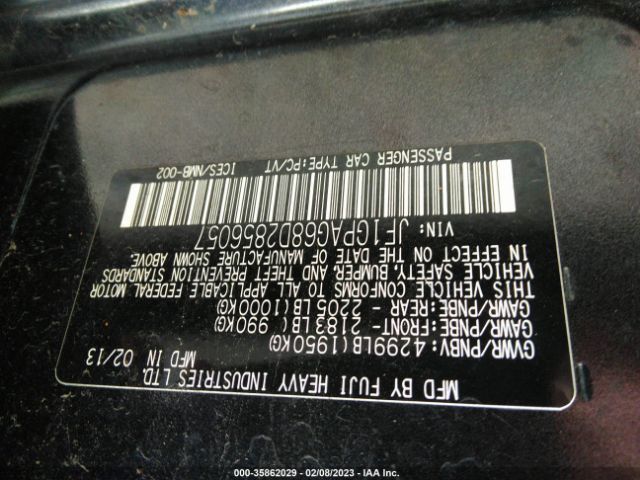 MFD BY FUJI HEAVY INDUSTRIES LTD.
MFD IN 02/13
GVWR/PNBV: 4299LB(1950KG)
GAWR/PNBE:FRONT- 2183LB( 990KG)
GAWR/PNBE:REAR - 2205LB(1000KG)
THIS VEHICLE CONFORMS TO ALL APPLICABLE FEDERAL MOTOR
VEHICLE SAFETY, BUMPER, AND THEFT PREVENTION STANDARDS
IN EFFECT ON THE DATE OF MANUFACTURE SHOWN ABOVE.
VIN: JF1GPAG68D2856057
PASSENGER CAR TYPE:PC/VT ICES/NMB-002
000-35862029 - 02/08/2023 - IAA Inc.